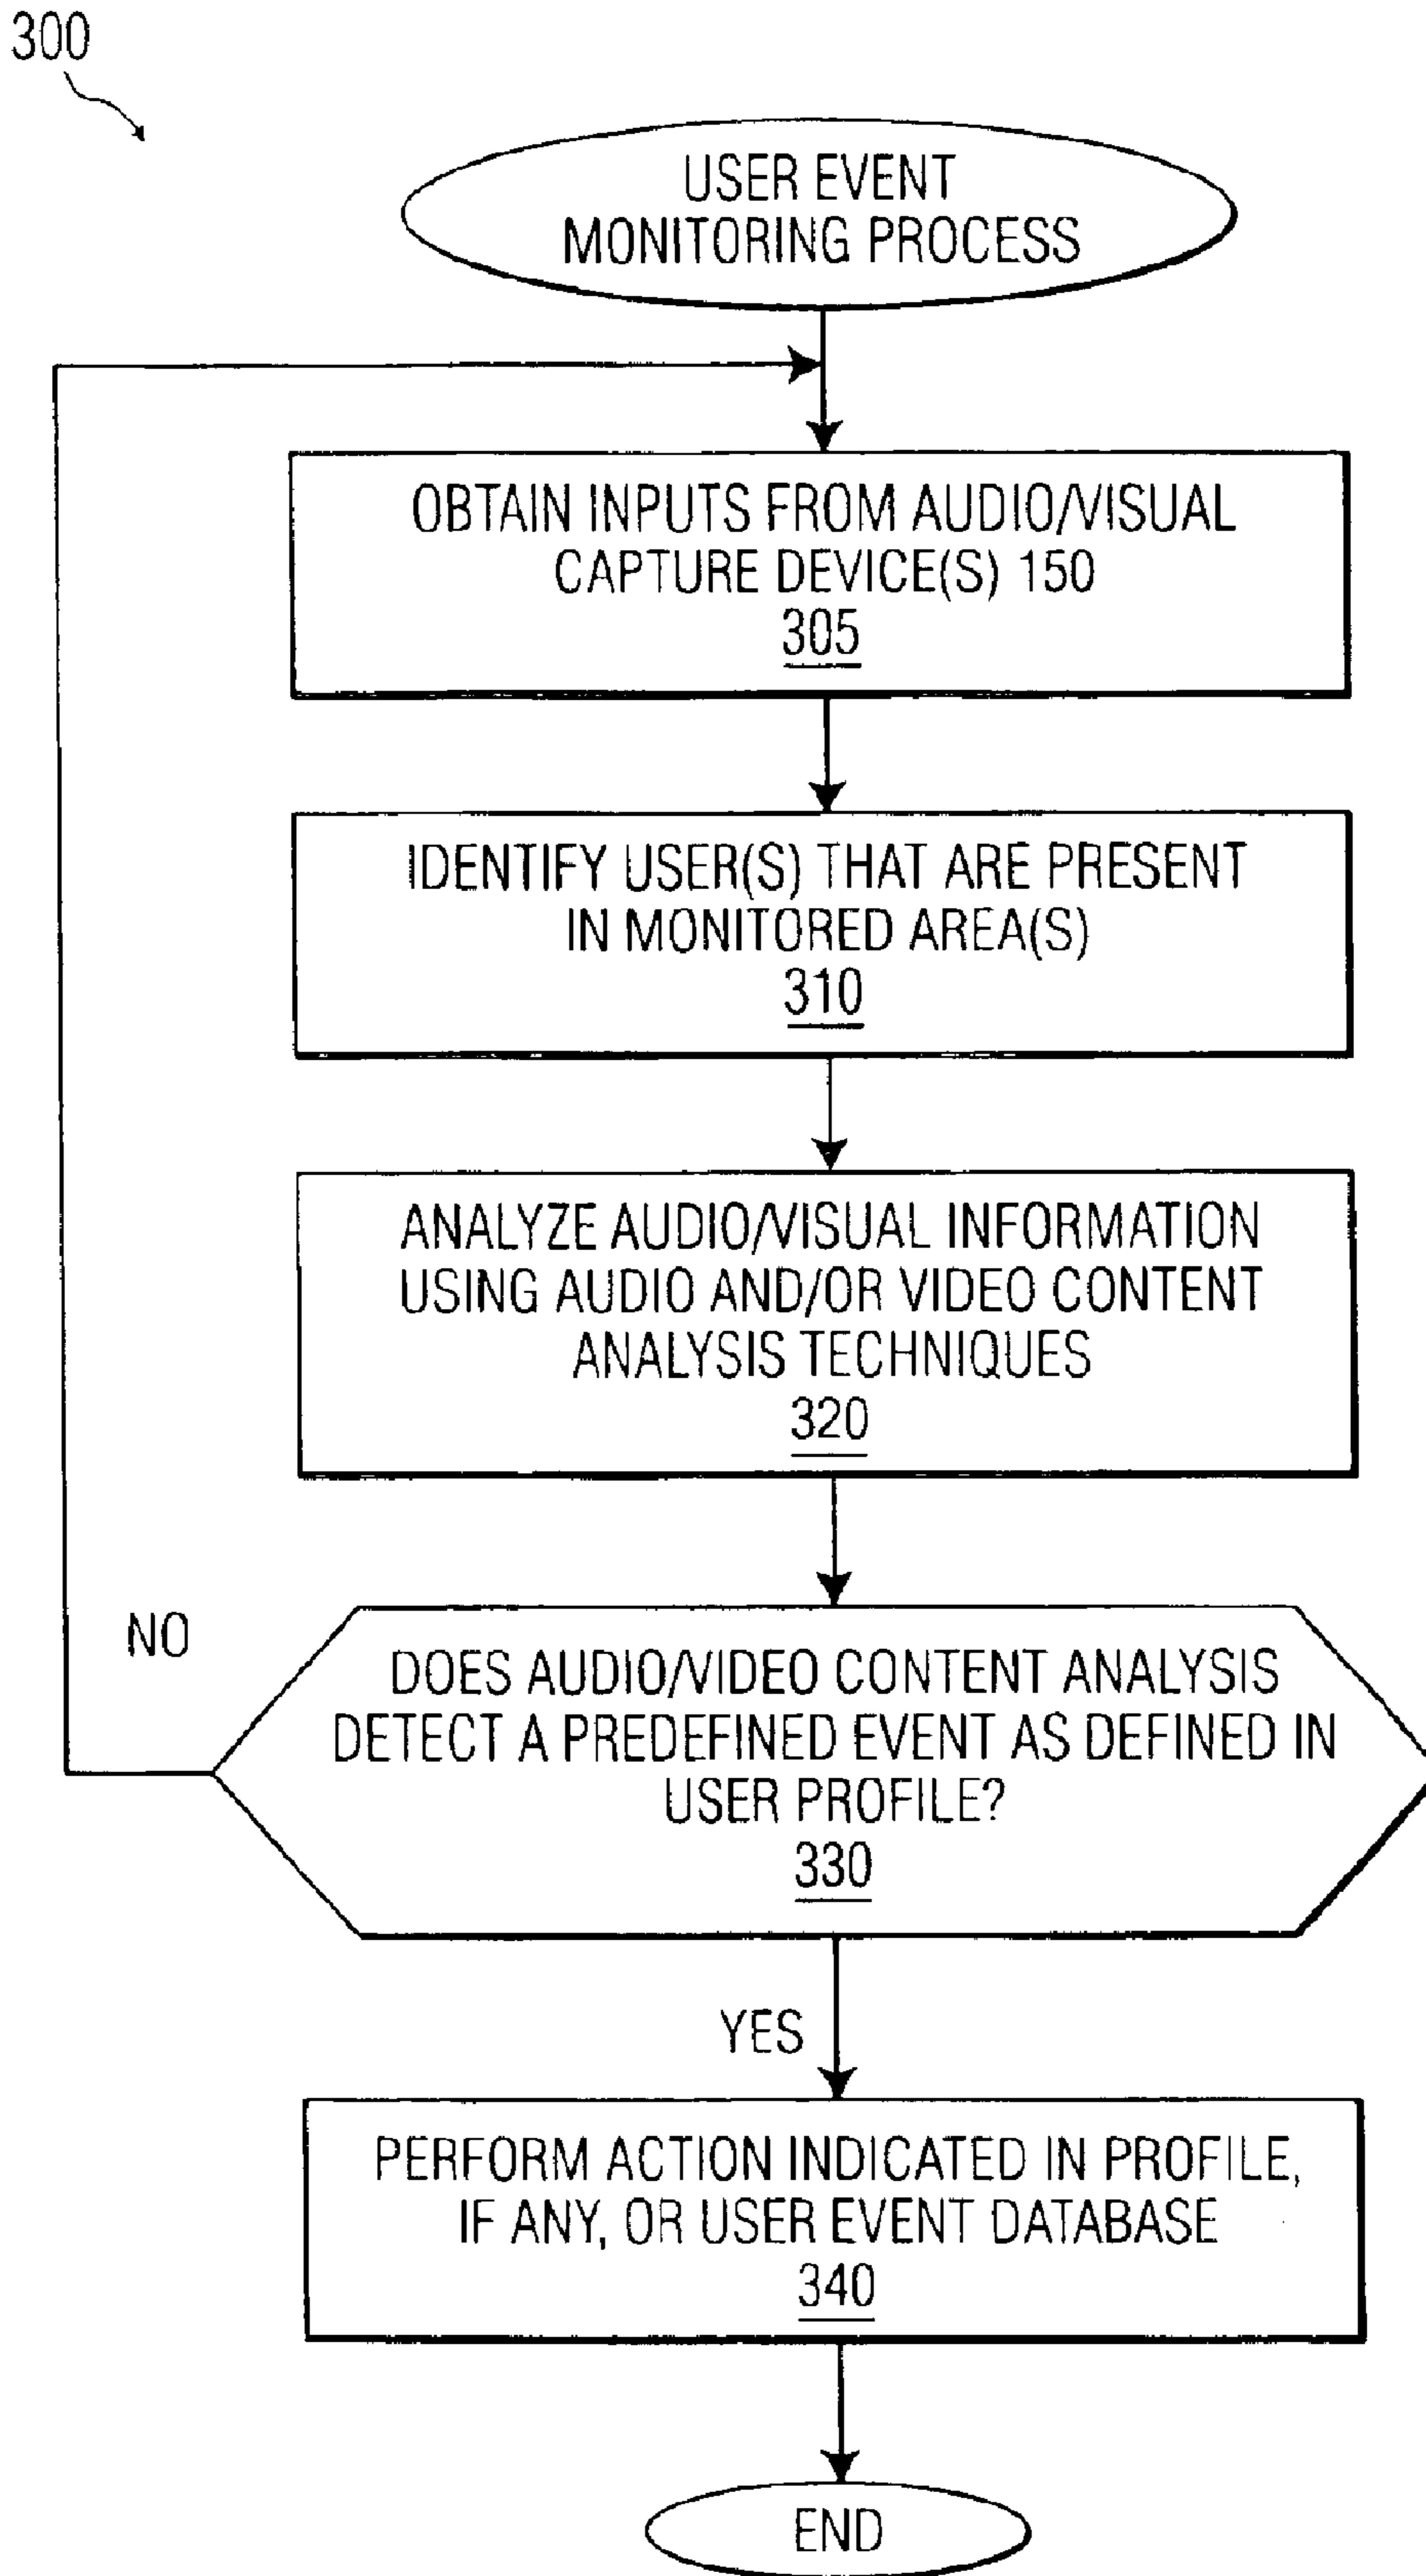 300
USER EVENT
MONITORING PROCESS
OBTAIN INPUTS FROM AUDIO/VISUAL
CAPTURE DEVICE(S) 150
305
IDENTIFY USER(S) THAT ARE PRESENT
IN MONITORED AREA(S)
310
ANALYZE AUDIO/VISUAL INFORMATION
USING AUDIO AND/OR VIDEO CONTENT
ANALYSIS TECHNIQUES
320
NO
DOES AUDIO/VIDEO CONTENT ANALYSIS
DETECT A PREDEFINED EVENT AS DEFINED IN
USER PROFILE?
330
YES
PERFORM ACTION INDICATED IN PROFILE,
IF ANY, OR USER EVENT DATABASE
340
END